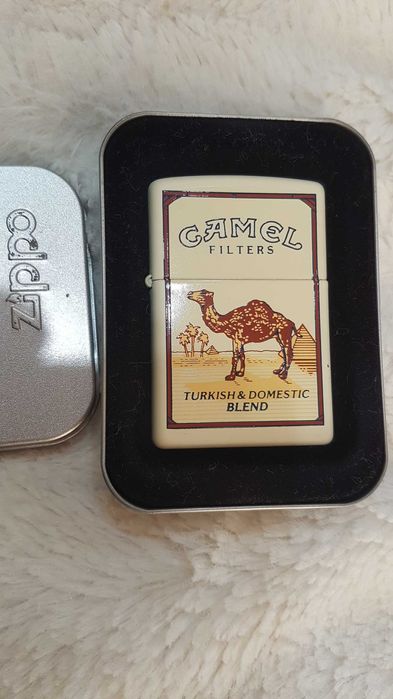 zippo
CAMEL
FILTERS
TURKISH & DOMESTIC
BLEND